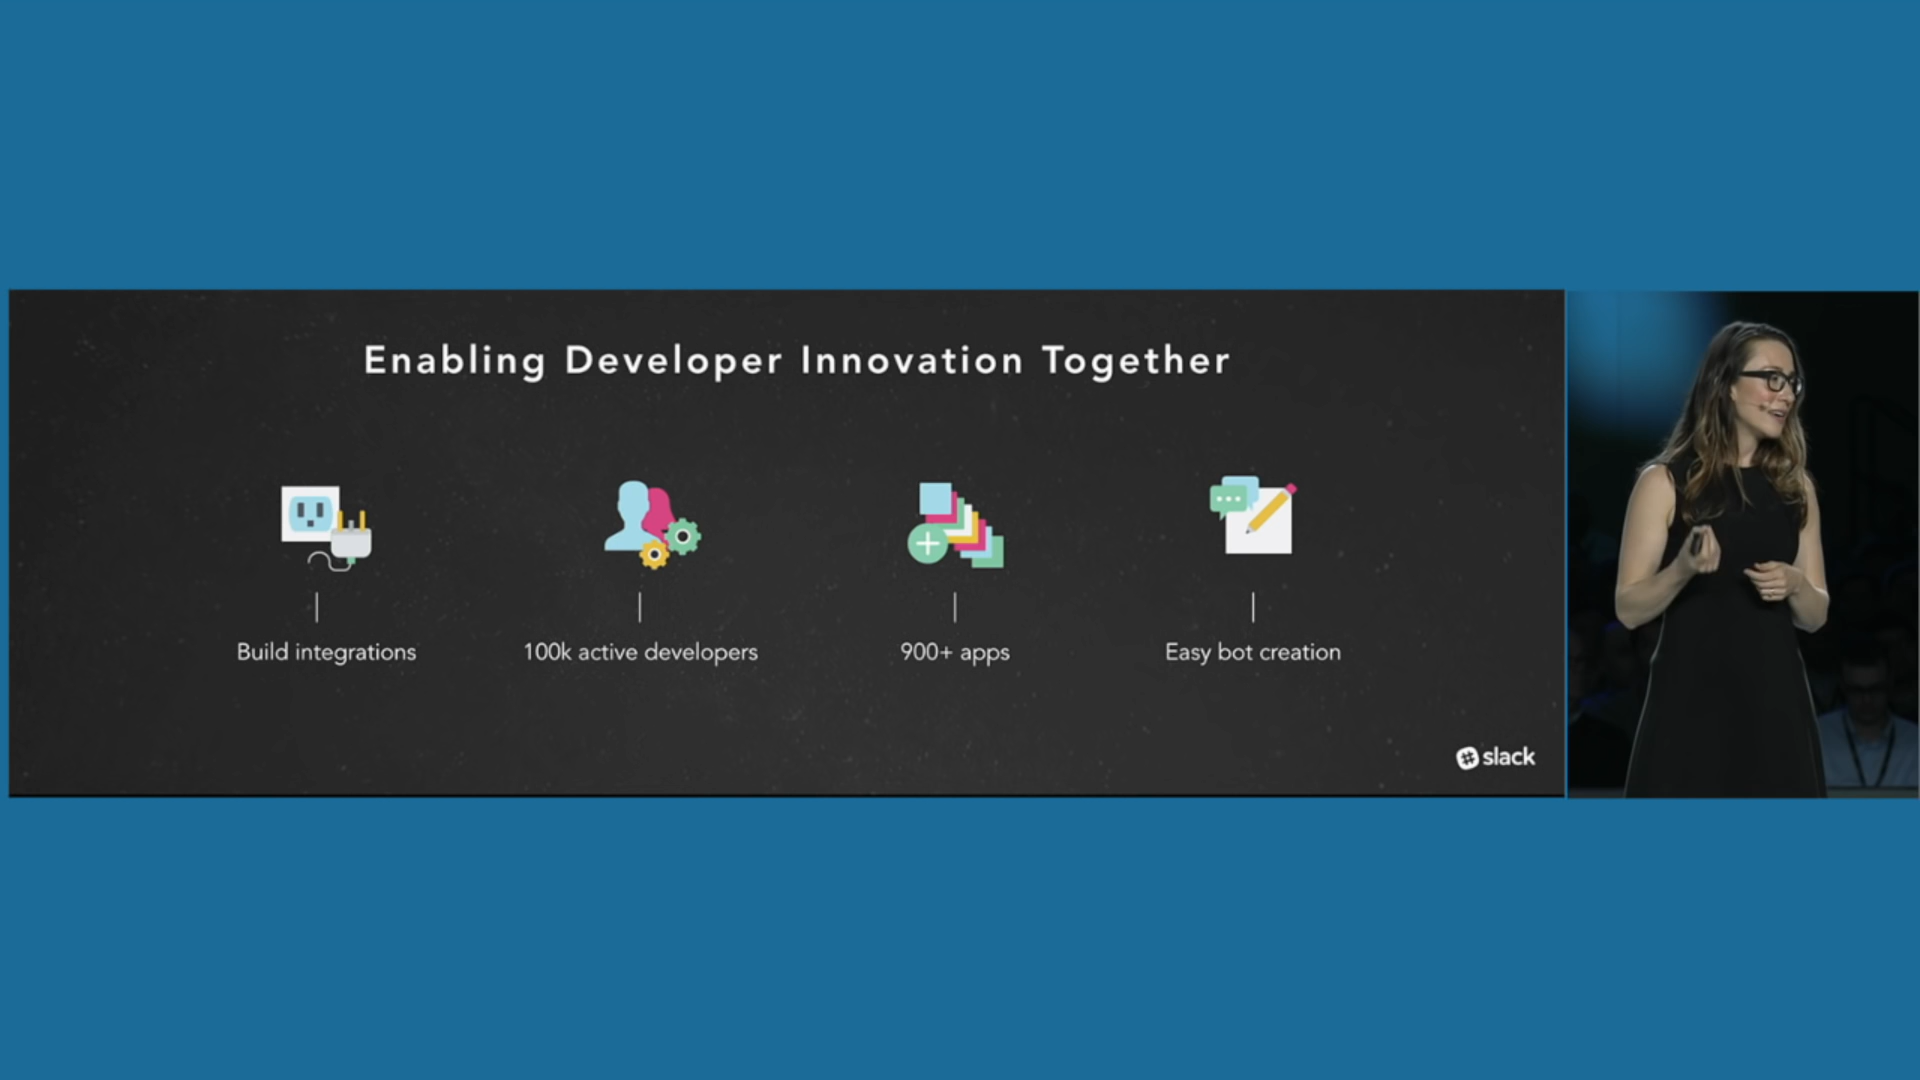 Enabling Developer Innovation Together
Build integrations
100k active developers
900+ apps
Easy bot creation
slack